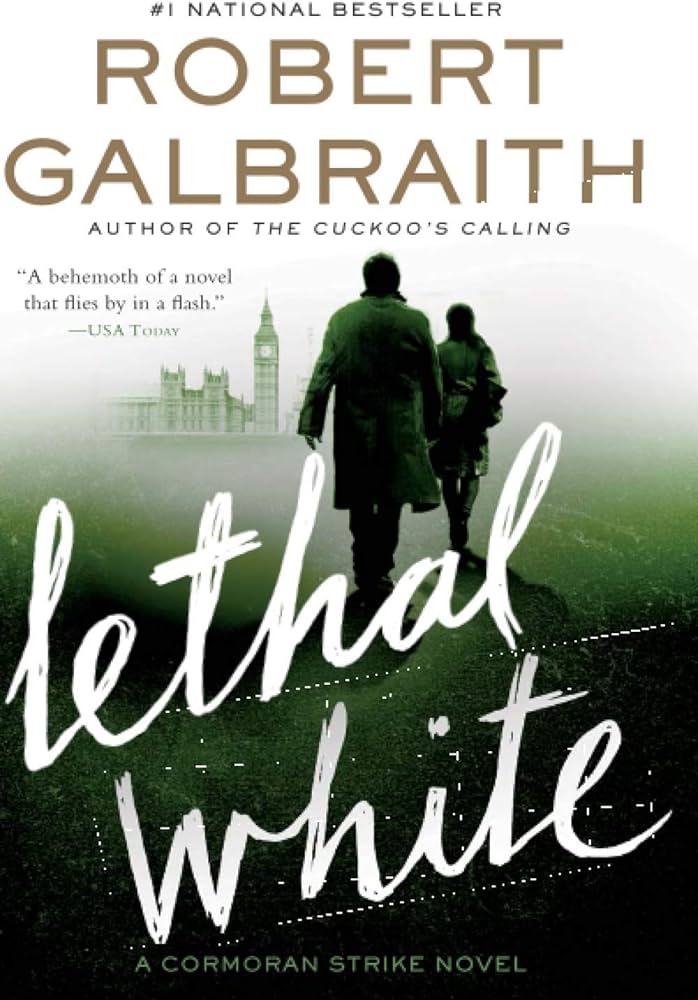 #1 NATIONAL BESTSELLER
ROBERT
GALBRAITH
AUTHOR OF THE CUCKOO'S CALLING
“A behemoth of a novel
that flies by in a flash.”
—USA TODAY
lethal
white
A CORMORAN STRIKE NOVEL